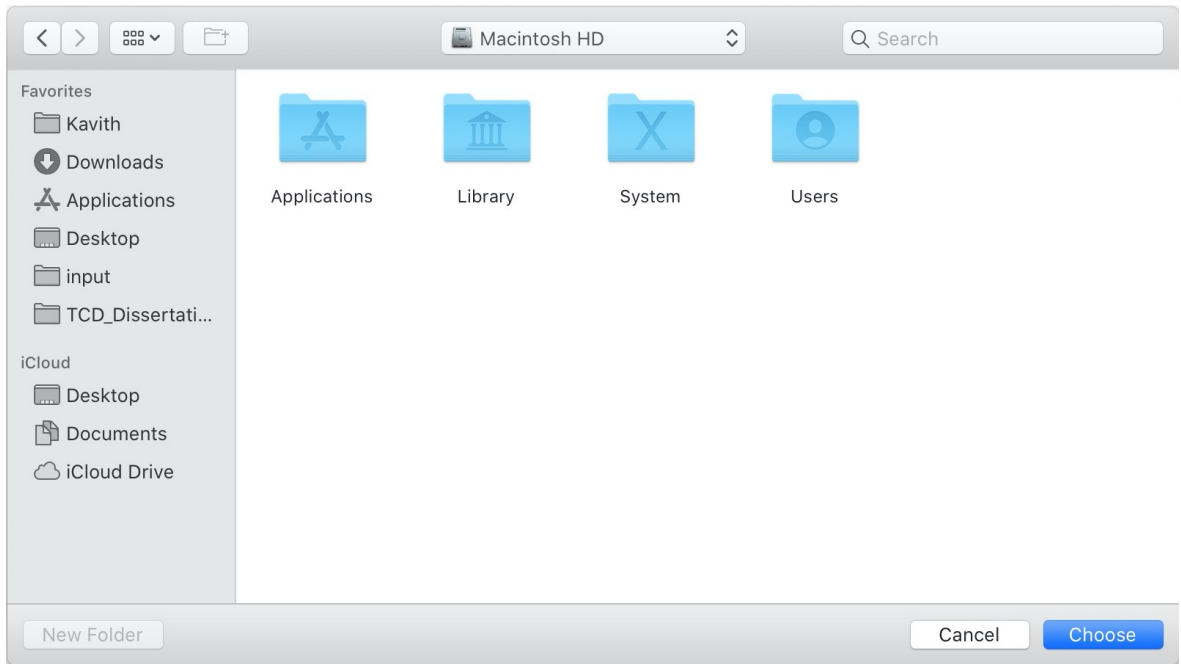 Macintosh HD
Search
Favorites
Kavith
Downloads
Applications
Desktop
input
TCD_Dissertati...
iCloud
Desktop
Documents
iCloud Drive
Applications Library System Users
New Folder Cancel Choose